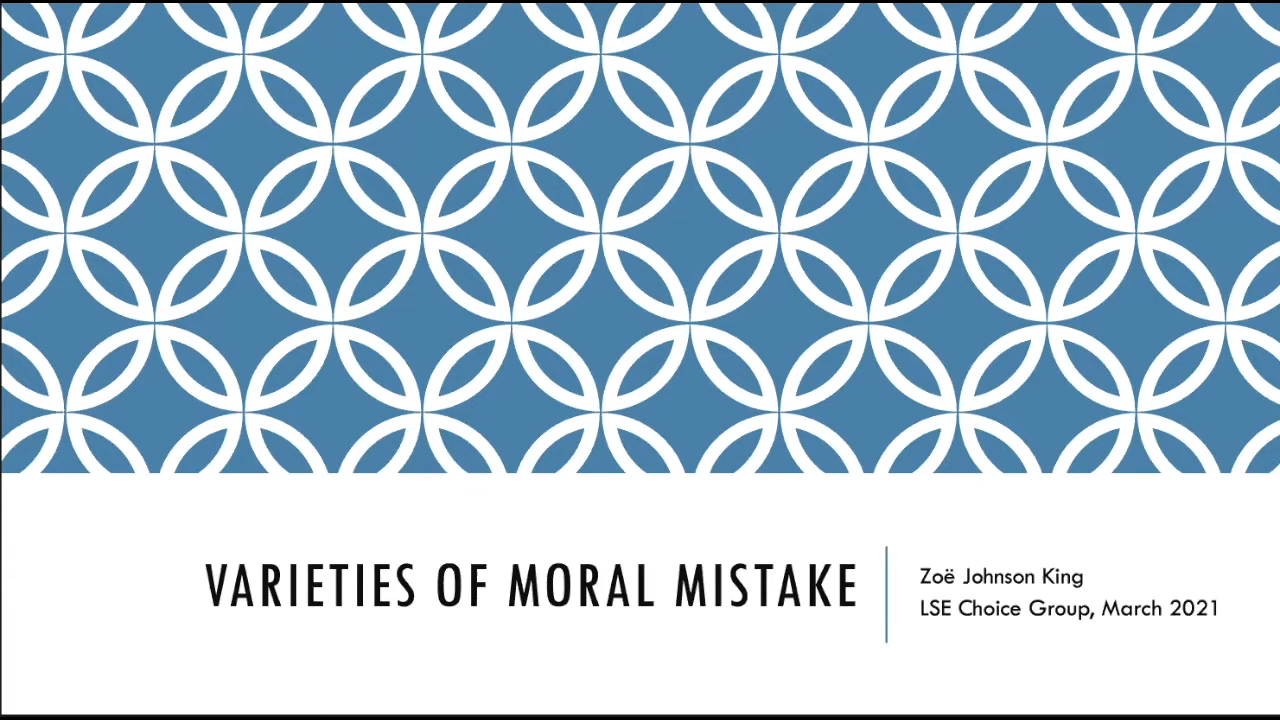 VARIETIES OF MORAL MISTAKE
Zoë Johnson King
LSE Choice Group, March 2021